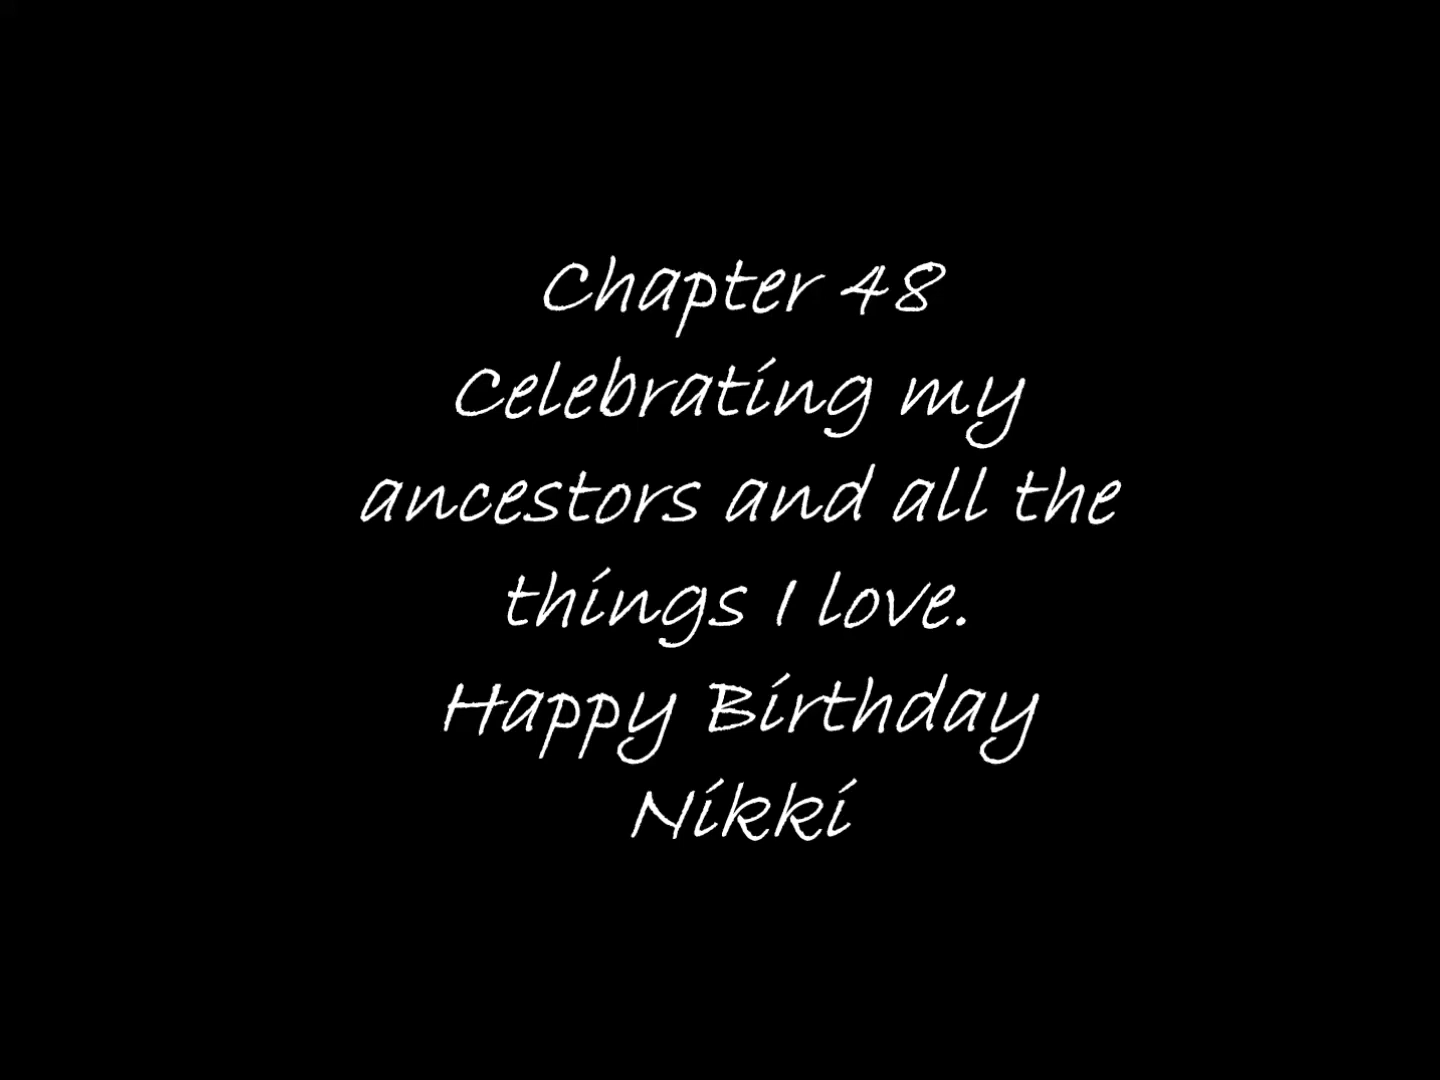 Chapter 48
Celebrating my
ancestors and all the
things I love.
Happy Birthday
Nikki